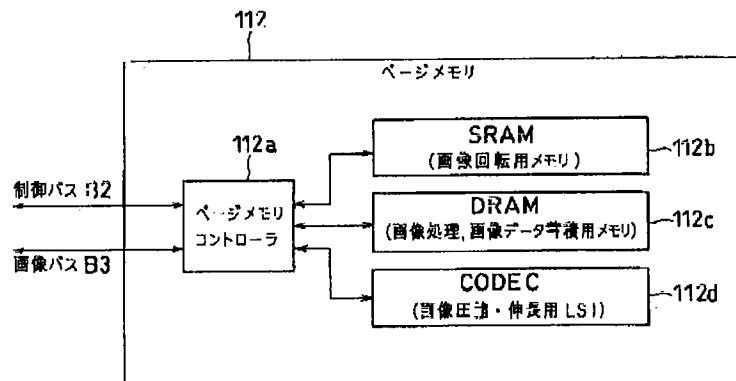 112
ページメモリ
112a
SRAM
(画像回転用メモリ)
112b
制御バス B2
ページメモリ
コントローラ
DRAM
(画像処理,画像データ蓄積用メモリ)
112c
画像バス B3
CODEC
(画像圧縮・伸長用LSI)
112d